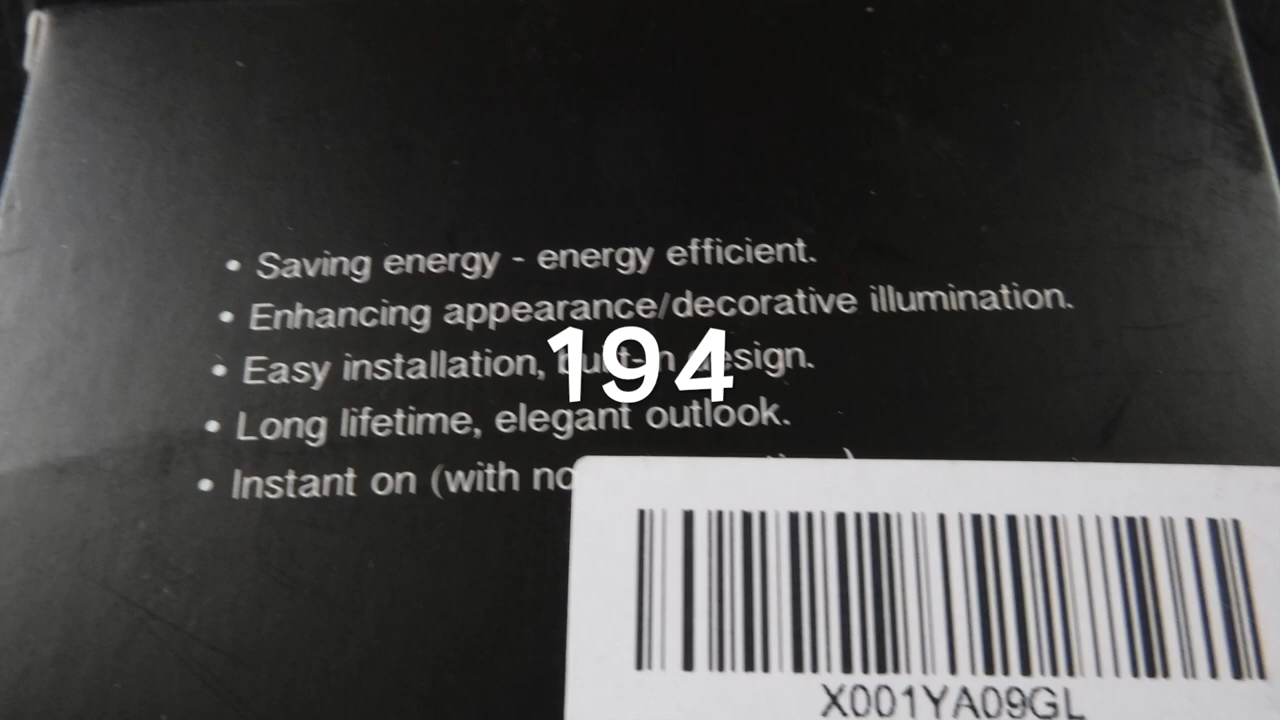 • Saving energy - energy efficient.
• Enhancing appearance/decorative illumination.
• Easy installation, design.
194
• Long lifetime, elegant outlook.
• Instant on (with no
X001YA09GL